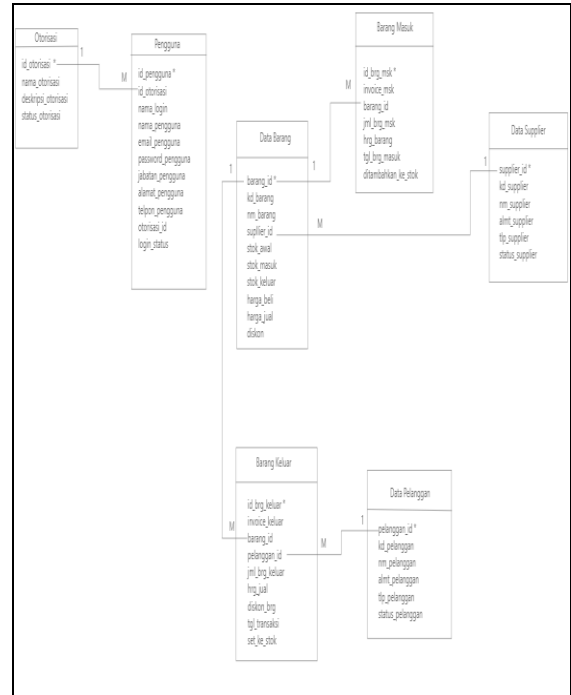 Otorisasi
id_otorisasi *
nama_otorisasi
deskripsi_otorisasi
status_otorisasi
1
M
Pengguna
id_pengguna *
id_otorisasi
nama_login
nama_pengguna
email_pengguna
password_pengguna
jabatan_pengguna
alamat_pengguna
telpon_pengguna
otorisasi_id
login_status
Barang Masuk
id_brg_msk *
invoice_msk
barang_id
jml_brg_msk
hrg_barang
tgl_brg_masuk
ditambahkan_ke_stok
M
1
1
Data Barang
barang_id *
kd_barang
nm_barang
supllier_id
stok_awal
stok_masuk
stok_keluar
harga_beli
harga_jual
diskon
M
1
Data Supplier
supplier_id *
kd_supplier
nm_supplier
almt_supplier
tlp_supplier
status_supplier
Barang Keluar
id_brg_keluar *
invoice_keluar
barang_id
pelanggan_id
jml_brg_keluar
hrg_jual
diskon_brg
tgl_transaksi
set_ke_stok
M
M
1
Data Pelanggan
pelanggan_id *
kd_pelanggan
nm_pelanggan
almt_pelanggan
tlp_pelanggan
status_pelanggan